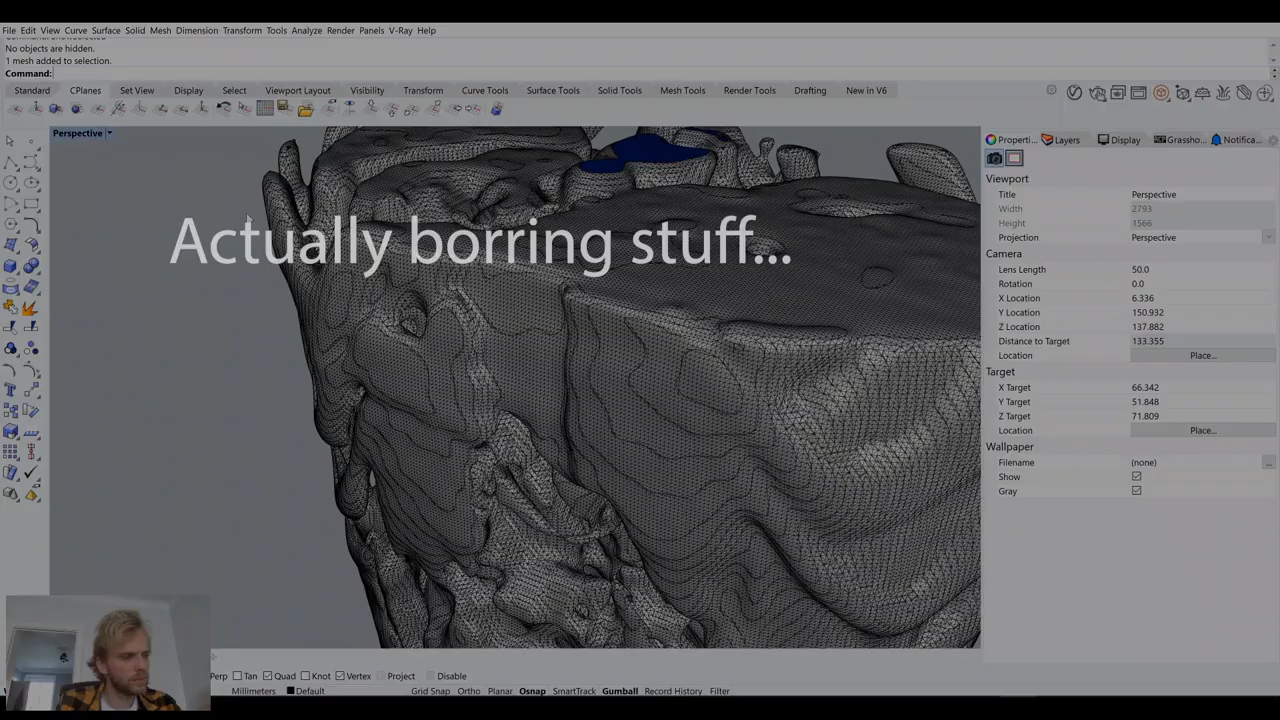 File Edit View Curve Surface Solid Mesh Dimension Transform Tools Analyze Render Panels V-Ray Help
No objects are hidden.
1 mesh added to selection.
Command:
Standard CPlanes Set View Select Viewport Layout Visibility Transform Curve Tools Surface Tools Solid Tools Mesh Tools Render Tools Drafting New in V6
Perspective
Properti... Layers Display Grassho... Notifica...
Viewport
Title Perspective
Width 2793
Height 1566
Projection Perspective
Camera
Lens Length 50.0
Rotation 0.0
X Location 6.336
Y Location 150.932
Z Location 137.882
Distance to Target 133.355
Location Place...
Target
X Target 66.342
Y Target 51.848
Z Target 71.809
Location Place...
Wallpaper
Filename (none) ...
Show
Gray
Actually borring stuff...
Perp Tan Quad Knot Vertex Project Disable
Millimeters Default Grid Snap Ortho Planar Osnap SmartTrack Gumball Record History Filter